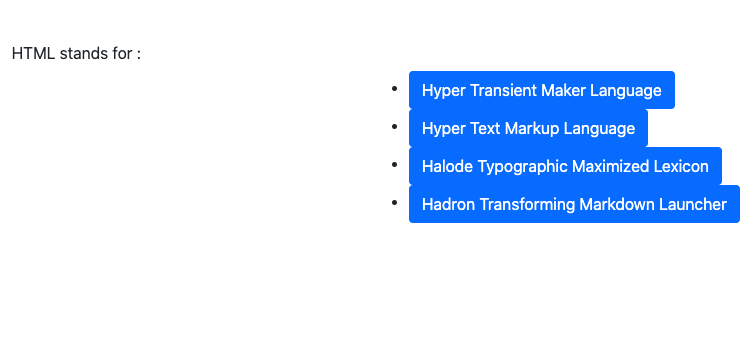 HTML stands for :
Hyper Transient Maker Language
Hyper Text Markup Language
Halode Typographic Maximized Lexicon
Hadron Transforming Markdown Launcher